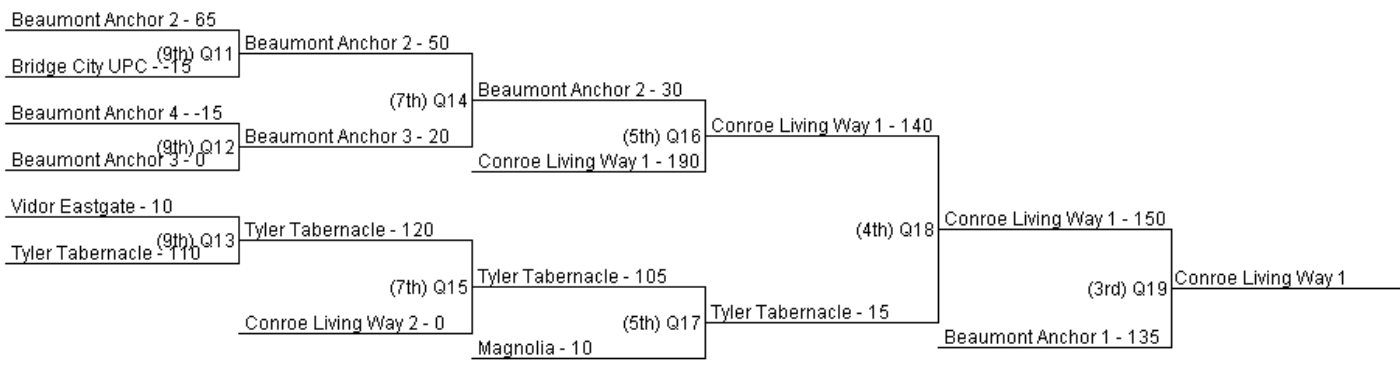 Beaumont Anchor 2 - 65
(9th) Q11
Bridge City UPC - -15
Beaumont Anchor 2 - 50
Beaumont Anchor 4 - -15
(9th) Q12
Beaumont Anchor 3 - 0
Beaumont Anchor 3 - 20
(7th) Q14
Beaumont Anchor 2 - 30
(5th) Q16
Conroe Living Way 1 - 190
Conroe Living Way 1 - 140
Vidor Eastgate - 10
(9th) Q13
Tyler Tabernacle - 110
Tyler Tabernacle - 120
(7th) Q15
Conroe Living Way 2 - 0
Tyler Tabernacle - 105
(5th) Q17
Magnolia - 10
Tyler Tabernacle - 15
(4th) Q18
Conroe Living Way 1 - 150
(3rd) Q19
Beaumont Anchor 1 - 135
Conroe Living Way 1